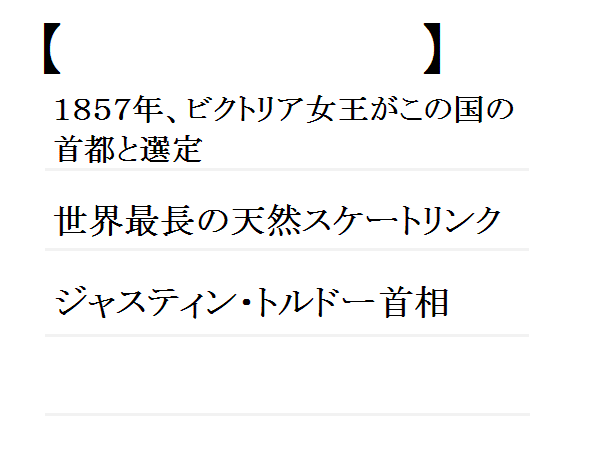 【 】
1857年、ビクトリア女王がこの国の
首都と選定
世界最長の天然スケートリンク
ジャスティン・トルドー首相